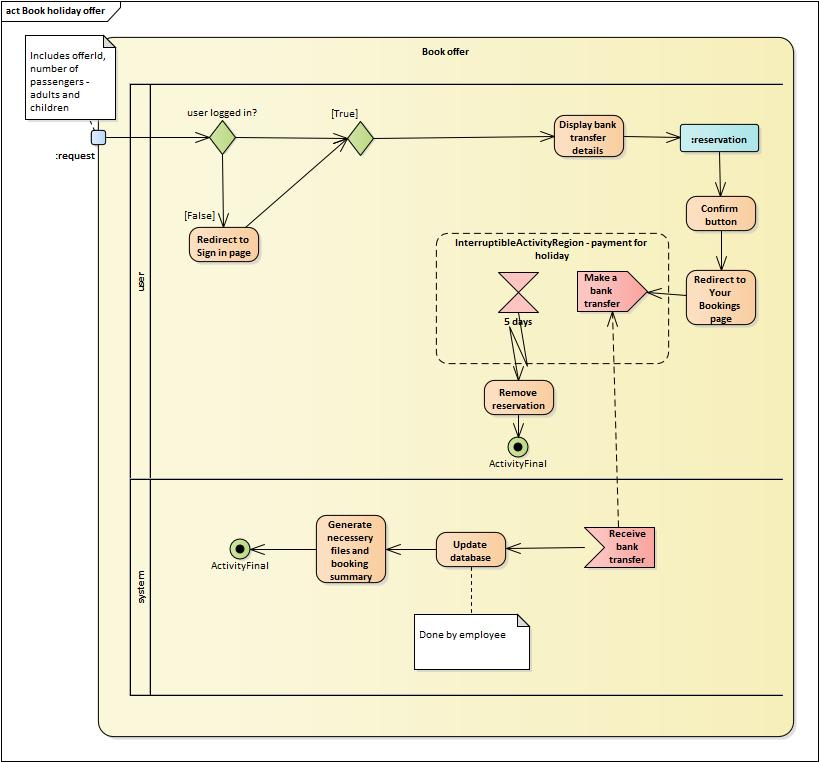 act Book holiday offer
Includes offerId,
number of
passengers -
adults and
children
Book offer
user logged in?
[True]
Display bank
transfer
details
:reservation
:request
Confirm
button
[False]
Redirect to
Sign in page
InterruptibleActivityRegion - payment for
holiday
Make a
bank
transfer
Redirect to
Your
Bookings
page
user
5 days
Remove
reservation
ActivityFinal
Generate
necessery
files and
booking
summary
Update
database
Receive
bank
transfer
ActivityFinal
system
Done by employee